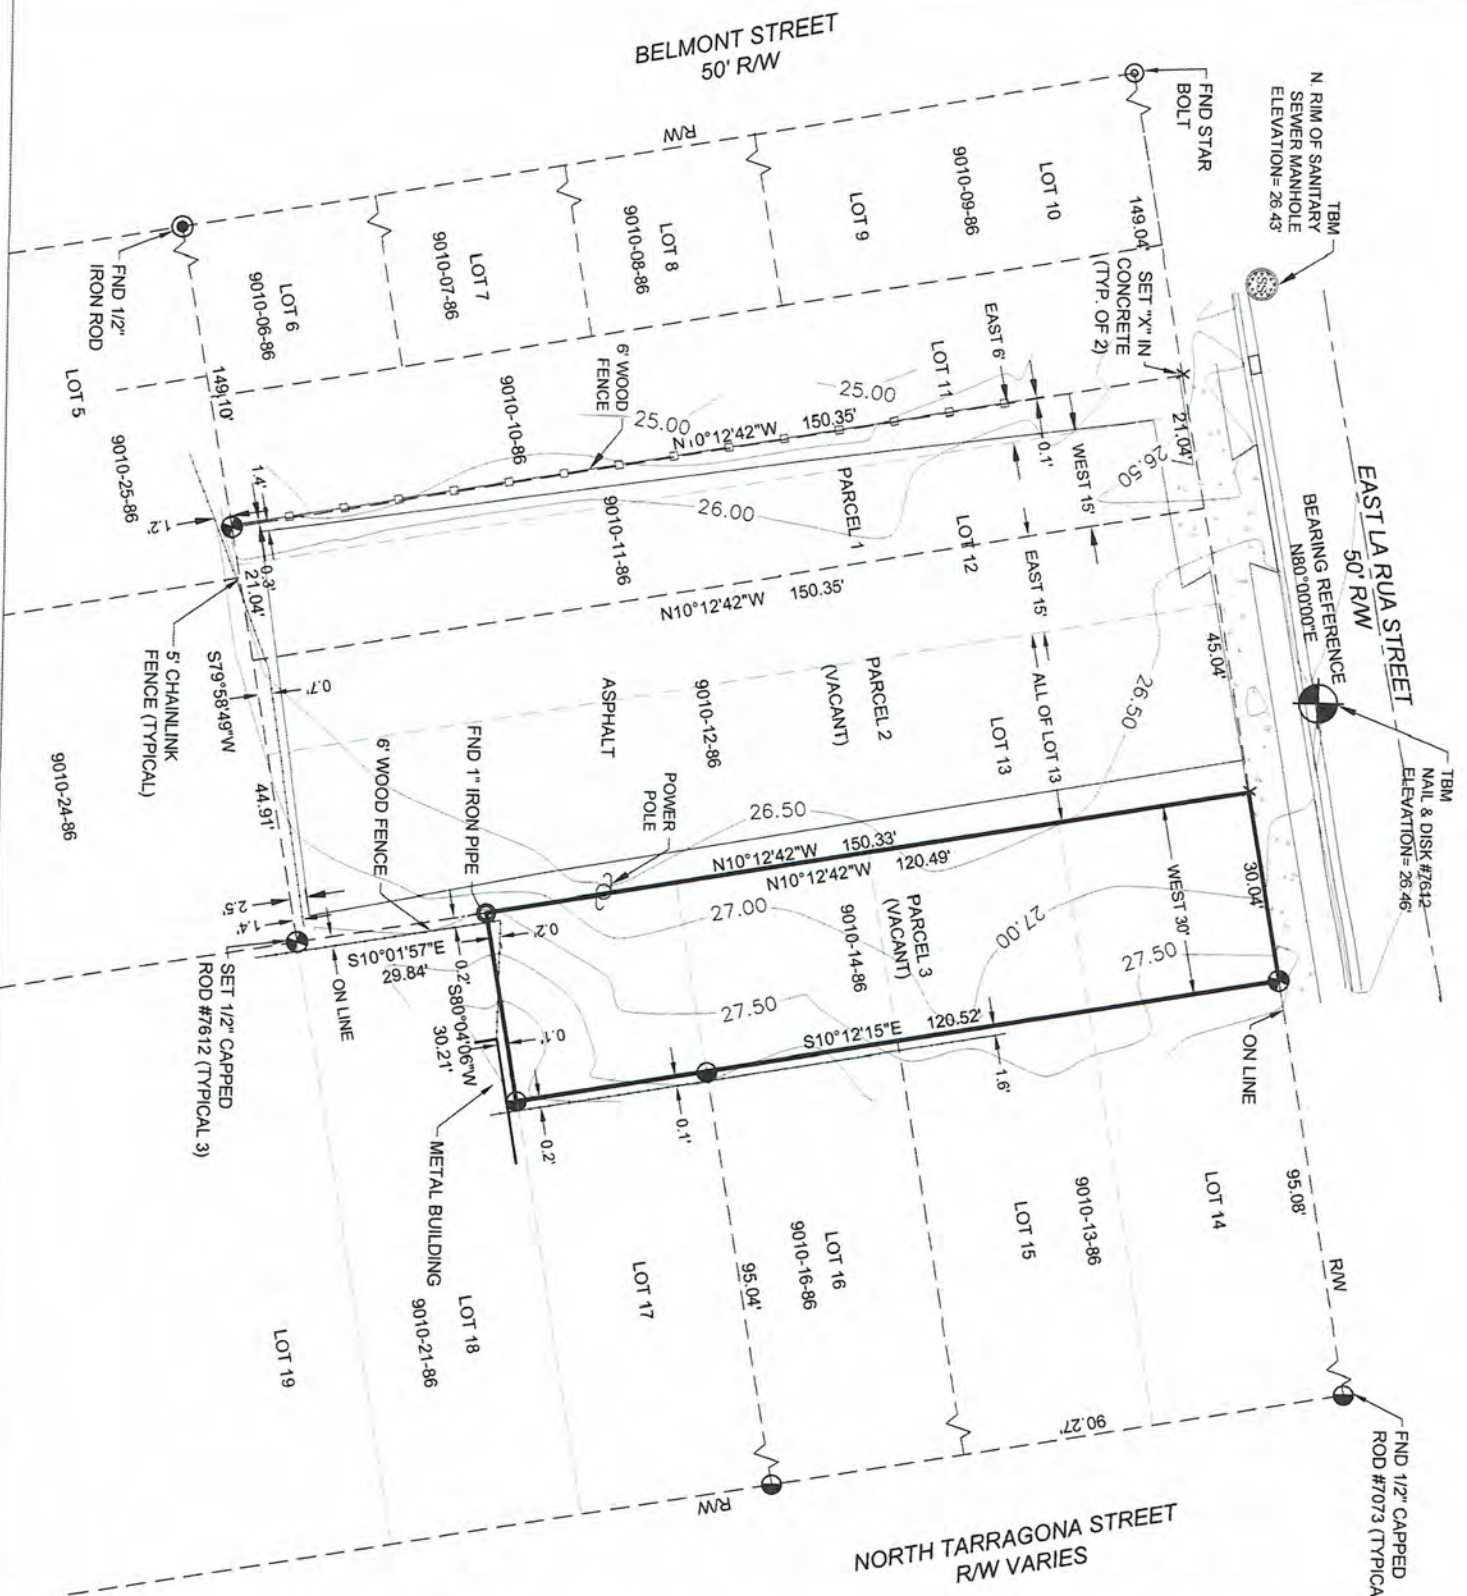 BELMONT STREET
50' R/W
R/W
FND STAR
BOLT
TBM
N. RIM OF SANITARY
SEWER MANHOLE
ELEVATION= 26.43'
SS
149.04'
SET "X" IN
CONCRETE
(TYP. OF 2)
LOT 10
9010-09-86
LOT 9
LOT 8
9010-08-86
LOT 7
9010-07-86
LOT 6
9010-06-86
FND 1/2"
IRON ROD
149.10'
LOT 5
9010-25-86
EAST 6'
LOT 11
25.00
25.00
6' WOOD
FENCE
9010-10-86
N10°12'42"W 150.35'
0.1'
WEST 15'
21.04'
26.50
EAST LA RUA STREET
50' R/W
BEARING REFERENCE
N80°00'00"E
TBM
NAIL & DISK #7612
ELEVATION= 26.46'
PARCEL 1
LOT 12
26.00
9010-11-86
1.4'
1.2'
0.3'
21.04'
5' CHAINLINK
FENCE (TYPICAL)
N10°12'42"W 150.35'
EAST 15'
ALL OF LOT 13
45.04'
26.50
PARCEL 2
(VACANT)
LOT 13
9010-12-86
ASPHALT
S79°58'49"W
0.7'
44.91'
9010-24-86
6' WOOD FENCE
FND 1" IRON PIPE
POWER
POLE
26.50
N10°12'42"W 150.33'
N10°12'42"W 120.49'
WEST 30'
30.04'
27.00
27.00
PARCEL 3
(VACANT)
9010-14-86
27.50
27.50
S10°12'15"E 120.52'
2.5'
1.4'
S10°01'57"E
29.84'
0.2'
0.2'
S80°04'06"W
30.21'
0.1'
ON LINE
SET 1/2" CAPPED
ROD #7612 (TYPICAL 3)
METAL BUILDING
0.2'
0.1'
1.6'
ON LINE
95.08'
R/W
LOT 14
9010-13-86
LOT 15
LOT 16
9010-16-86
95.04'
LOT 17
LOT 18
9010-21-86
LOT 19
90.27'
R/W
FND 1/2" CAPPED
ROD #7073 (TYPICA
NORTH TARRAGONA STREET
R/W VARIES